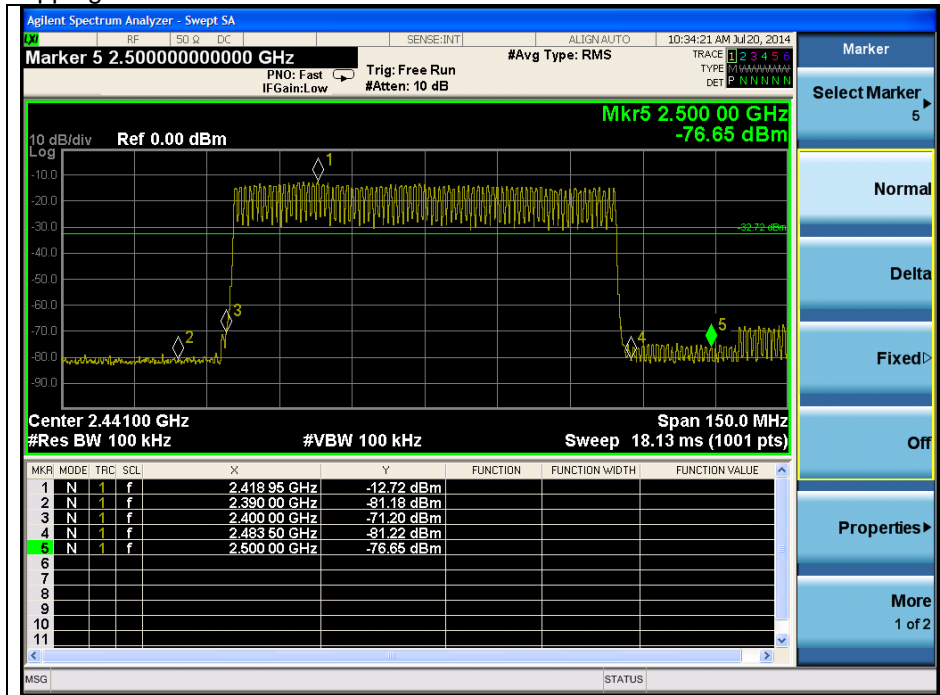 Agilent Spectrum Analyzer - Swept SA
LXI RF 50 Ω DC SENSE:INT ALIGN AUTO 10:34:21 AM Jul 20, 2014
Marker 5 2.500000000000 GHz
PNO: Fast
IFGain:Low
Trig: Free Run
#Atten: 10 dB
#Avg Type: RMS
TRACE 1 2 3 4 5 6
TYPE M
DET P N N N N N
Mkr5 2.500 00 GHz
-76.65 dBm
10 dB/div Ref 0.00 dBm
Log
-10.0
-20.0
-30.0
-40.0
-50.0
-60.0
-70.0
-80.0
-90.0
1
2
3
4
5
-32.72 dBm
Center 2.44100 GHz Span 150.0 MHz
#Res BW 100 kHz #VBW 100 kHz Sweep 18.13 ms (1001 pts)
MKR MODE TRC SCL X Y FUNCTION FUNCTION WIDTH FUNCTION VALUE
1 N 1 f 2.418 95 GHz -12.72 dBm
2 N 1 f 2.390 00 GHz -81.18 dBm
3 N 1 f 2.400 00 GHz -71.20 dBm
4 N 1 f 2.483 50 GHz -81.22 dBm
5 N 1 f 2.500 00 GHz -76.65 dBm
6
7
8
9
10
11
MSG STATUS
Marker
Select Marker
5
Normal
Delta
Fixed
Off
Properties
More
1 of 2